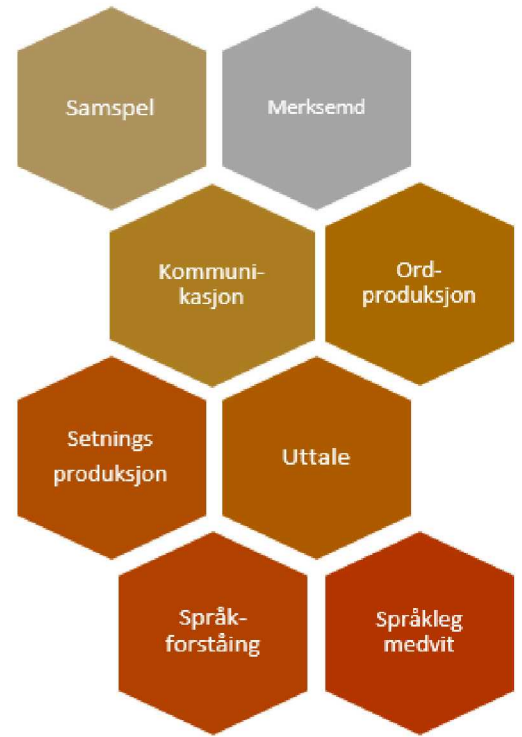 Samspel
Merksemd
Kommuni-
kasjon
Ord-
produksjon
Setnings
produksjon
Uttale
Språk-
forståing
Språkleg
medvit